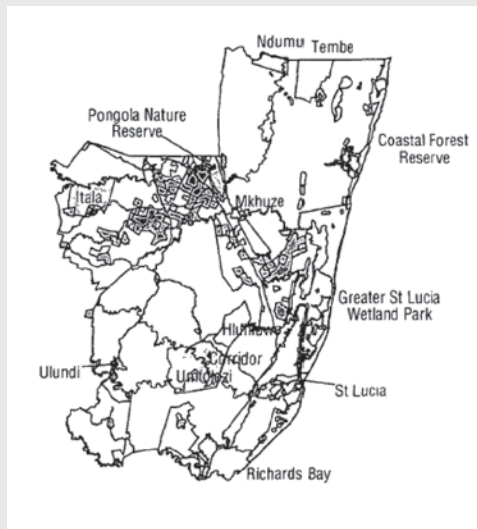 Ndumu Tembe
Pongola Nature
Reserve
Coastal Forest
Reserve
Itala
Mkhuze
Greater St Lucia
Wetland Park
Hluhluwe
Corridor
Ulundi
Umfolozi
St Lucia
Richards Bay